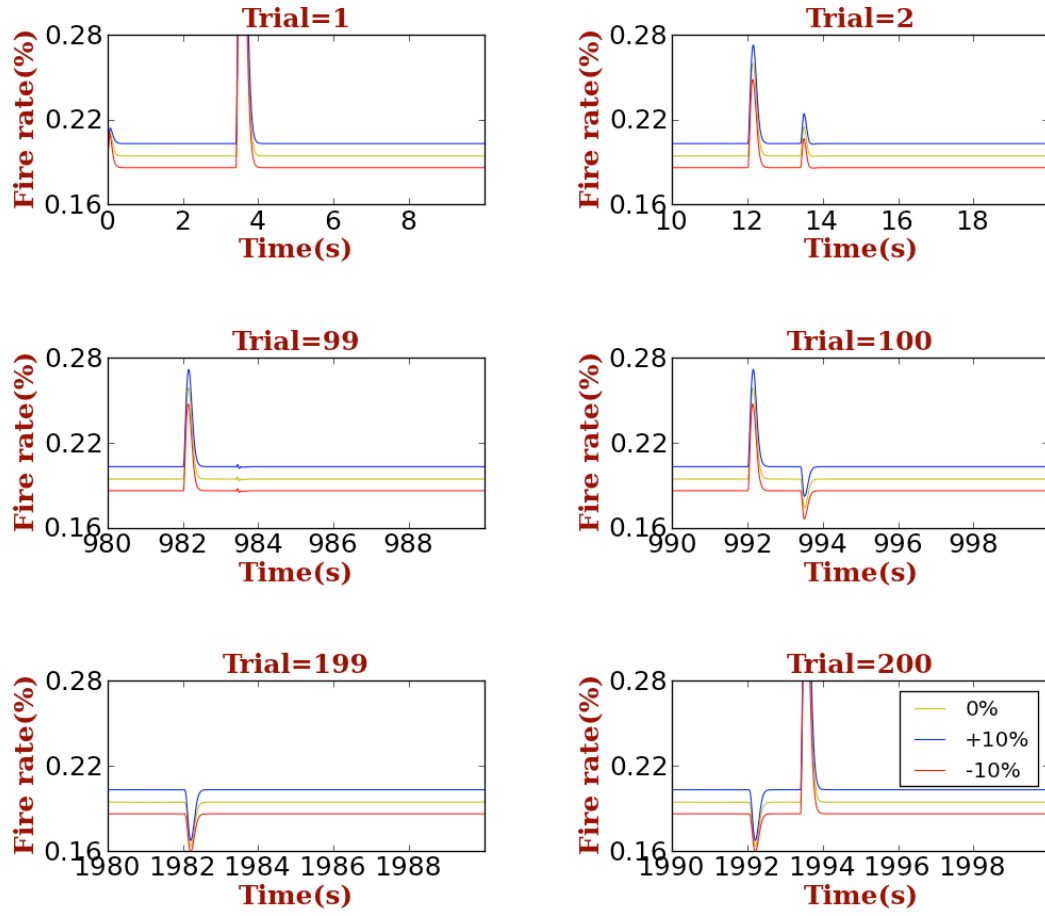 Trial=1
Fire rate(%)
0.28
0.22
0.16
0 2 4 6 8
Time(s)
Trial=2
Fire rate(%)
0.28
0.22
0.16
10 12 14 16 18
Time(s)
Trial=99
Fire rate(%)
0.28
0.22
0.16
980 982 984 986 988
Time(s)
Trial=100
Fire rate(%)
0.28
0.22
0.16
990 992 994 996 998
Time(s)
Trial=199
Fire rate(%)
0.28
0.22
0.16
1980 1982 1984 1986 1988
Time(s)
Trial=200
Fire rate(%)
0.28
0.22
0.16
0%
+10%
-10%
1990 1992 1994 1996 1998
Time(s)